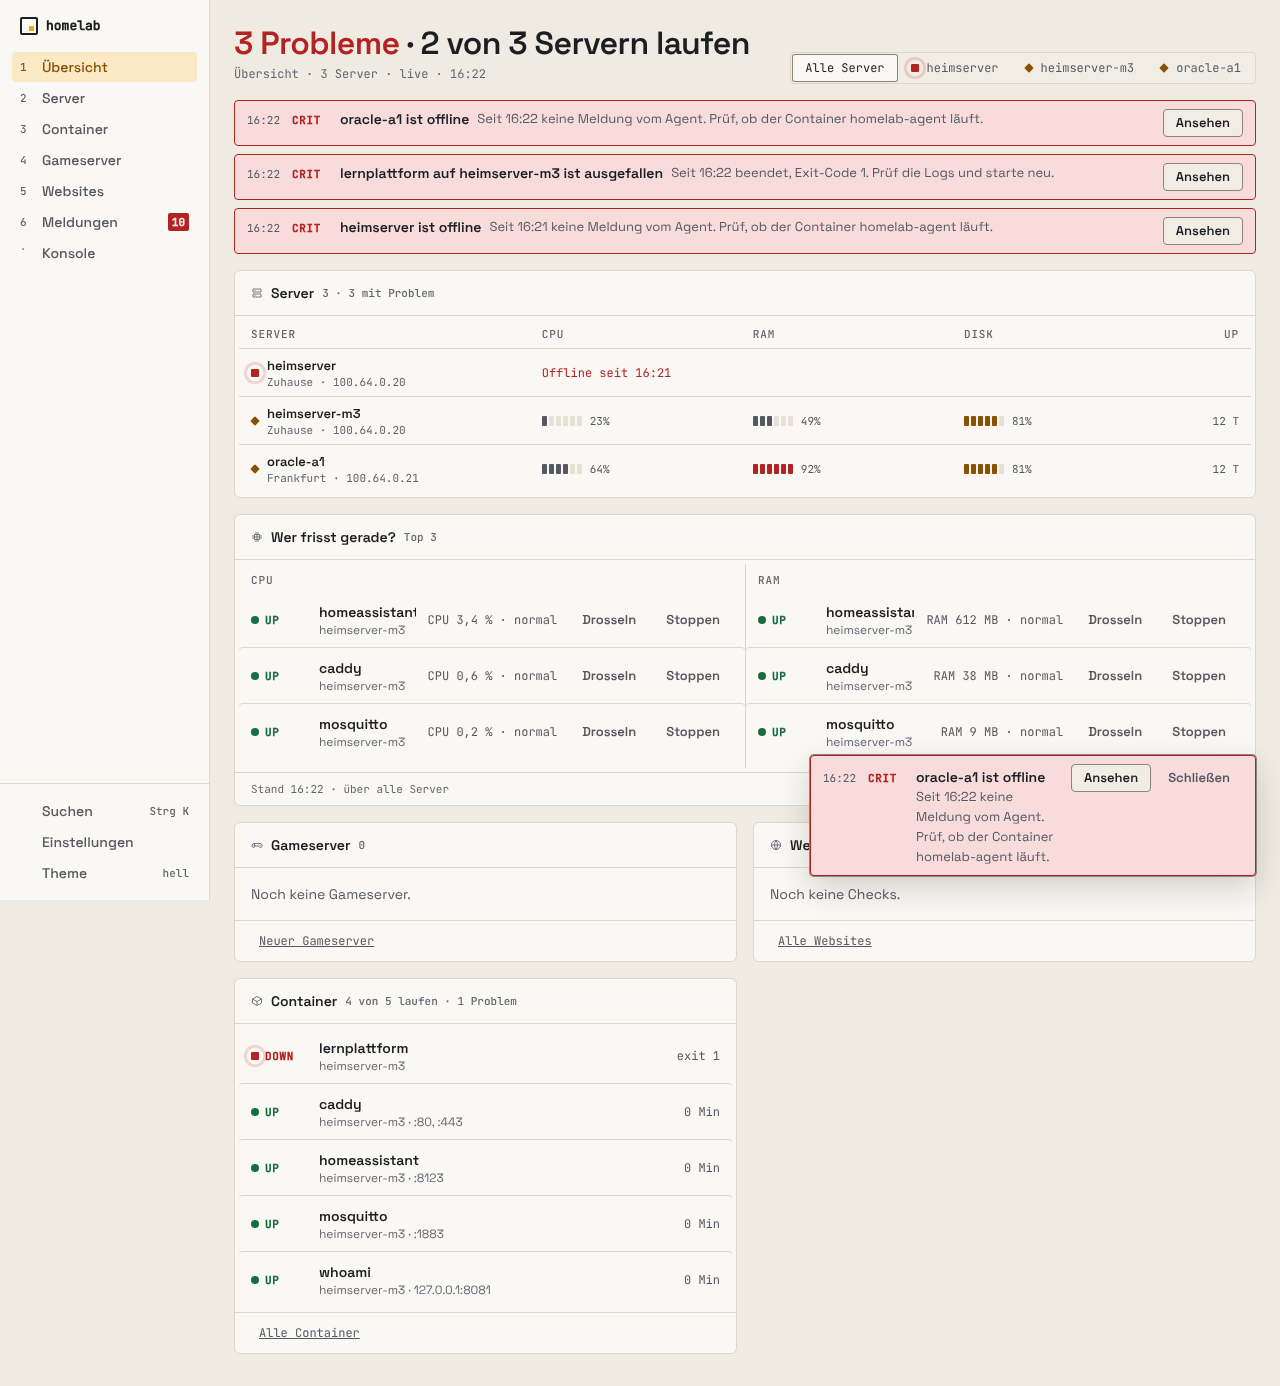 homelab
1 Übersicht
2 Server
3 Container
4 Gameserver
5 Websites
6 Meldungen 10
` Konsole
Suchen Strg K
Einstellungen
Theme hell
3 Probleme · 2 von 3 Servern laufen
Übersicht · 3 Server · live · 16:22
Alle Server heimserver heimserver-m3 oracle-a1
16:22 CRIT oracle-a1 ist offline Seit 16:22 keine Meldung vom Agent. Prüf, ob der Container homelab-agent läuft. Ansehen
16:22 CRIT lernplattform auf heimserver-m3 ist ausgefallen Seit 16:22 beendet, Exit-Code 1. Prüf die Logs und starte neu. Ansehen
16:22 CRIT heimserver ist offline Seit 16:21 keine Meldung vom Agent. Prüf, ob der Container homelab-agent läuft. Ansehen
Server 3 · 3 mit Problem
SERVER CPU RAM DISK UP
heimserver
Zuhause · 100.64.0.20
Offline seit 16:21
heimserver-m3
Zuhause · 100.64.0.20
23% 49% 81% 12 T
oracle-a1
Frankfurt · 100.64.0.21
64% 92% 81% 12 T
Wer frisst gerade? Top 3
CPU
UP homeassistant CPU 3,4 % · normal Drosseln Stoppen
heimserver-m3
UP caddy CPU 0,6 % · normal Drosseln Stoppen
heimserver-m3
UP mosquitto CPU 0,2 % · normal Drosseln Stoppen
heimserver-m3
RAM
UP homeassistan RAM 612 MB · normal Drosseln Stoppen
heimserver-m3
UP caddy RAM 38 MB · normal Drosseln Stoppen
heimserver-m3
UP mosquitto RAM 9 MB · normal Drosseln Stoppen
heimserver-m3
Stand 16:22 · über alle Server
16:22 CRIT oracle-a1 ist offline Ansehen Schließen
Seit 16:22 keine
Meldung vom Agent.
Prüf, ob der Container
homelab-agent läuft.
Gameserver 0
Noch keine Gameserver.
Neuer Gameserver
We
Noch keine Checks.
Alle Websites
Container 4 von 5 laufen · 1 Problem
DOWN lernplattform exit 1
heimserver-m3
UP caddy 0 Min
heimserver-m3 · :80, :443
UP homeassistant 0 Min
heimserver-m3 · :8123
UP mosquitto 0 Min
heimserver-m3 · :1883
UP whoami 0 Min
heimserver-m3 · 127.0.0.1:8081
Alle Container